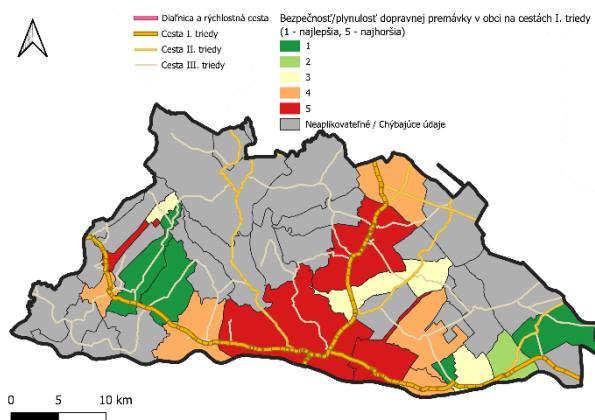 Diaľnica a rýchlostná cesta
Cesta I. triedy
Cesta II. triedy
Cesta III. triedy
Bezpečnosť/plynulosť dopravnej premávky v obci na cestách I. triedy
(1 - najlepšia, 5 - najhoršia)
1
2
3
4
5
Neaplikovateľné / Chýbajúce údaje
0 5 10 km